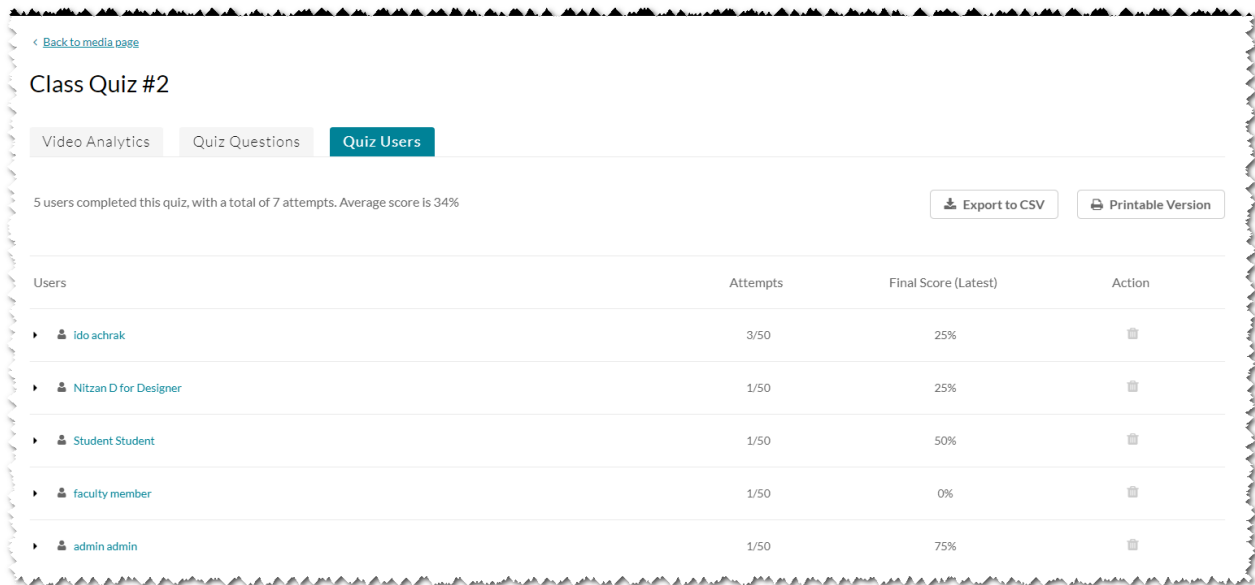 Back to media page
Class Quiz #2
Video Analytics Quiz Questions Quiz Users
5 users completed this quiz, with a total of 7 attempts. Average score is 34% Export to CSV Printable Version
Users Attempts Final Score (Latest) Action
ido achrak 3/50 25%
Nitzan D for Designer 1/50 25%
Student Student 1/50 50%
faculty member 1/50 0%
admin admin 1/50 75%